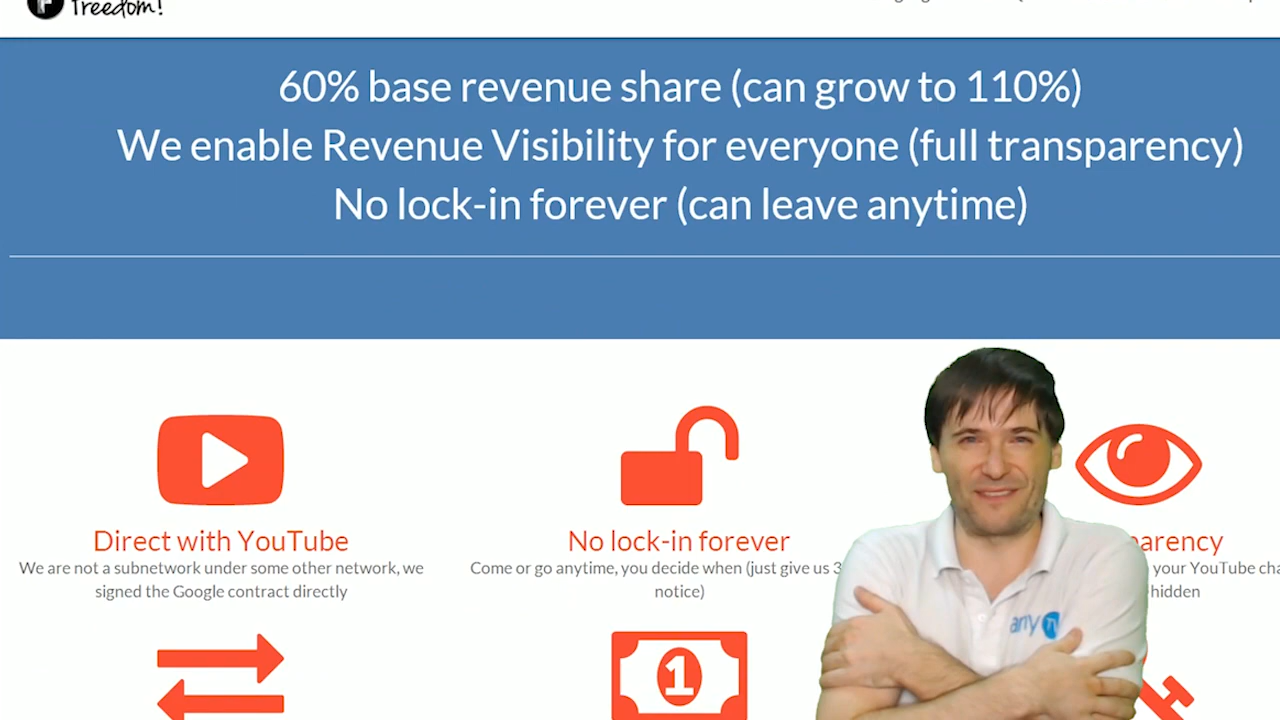 freedom!
60% base revenue share (can grow to 110%)
We enable Revenue Visibility for everyone (full transparency)
No lock-in forever (can leave anytime)
Direct with YouTube
We are not a subnetwork under some other network, we
signed the Google contract directly
No lock-in forever
Come or go anytime, you decide when (just give us 3
notice)
parency
your YouTube cha
hidden
1
any TV